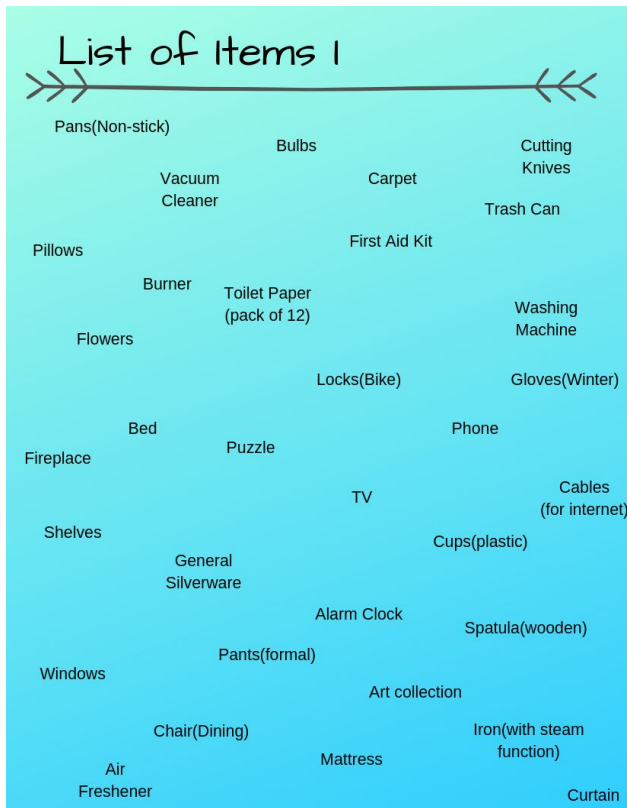 List of Items 1
Pans(Non-stick)
Bulbs
Cutting
Knives
Vacuum
Cleaner
Carpet
Trash Can
First Aid Kit
Pillows
Burner
Toilet Paper
(pack of 12)
Washing
Machine
Flowers
Locks(Bike)
Gloves(Winter)
Bed
Phone
Puzzle
Fireplace
TV
Cables
(for internet)
Shelves
Cups(plastic)
General
Silverware
Alarm Clock
Spatula(wooden)
Pants(formal)
Windows
Art collection
Chair(Dining)
Iron(with steam
function)
Mattress
Air
Freshener
Curtain